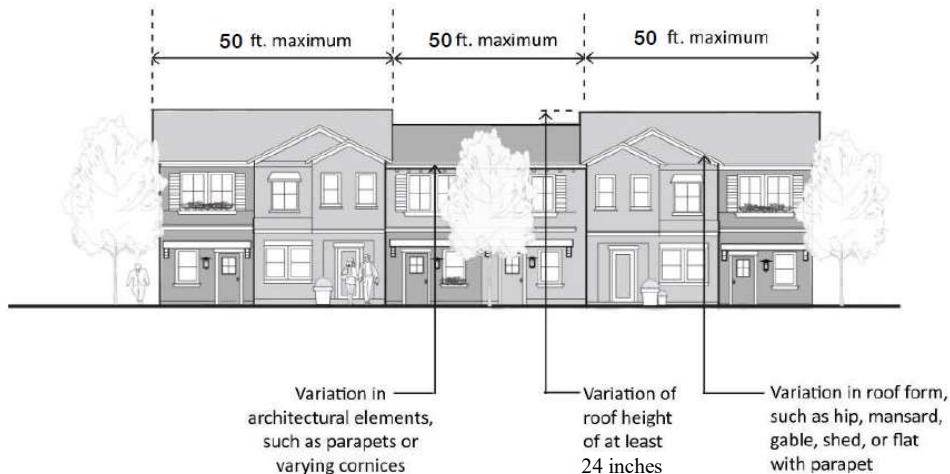 50 ft. maximum
50 ft. maximum
50 ft. maximum
Variation in
architectural elements,
such as parapets or
varying cornices
Variation of
roof height
of at least
24 inches
Variation in roof form,
such as hip, mansard,
gable, shed, or flat
with parapet